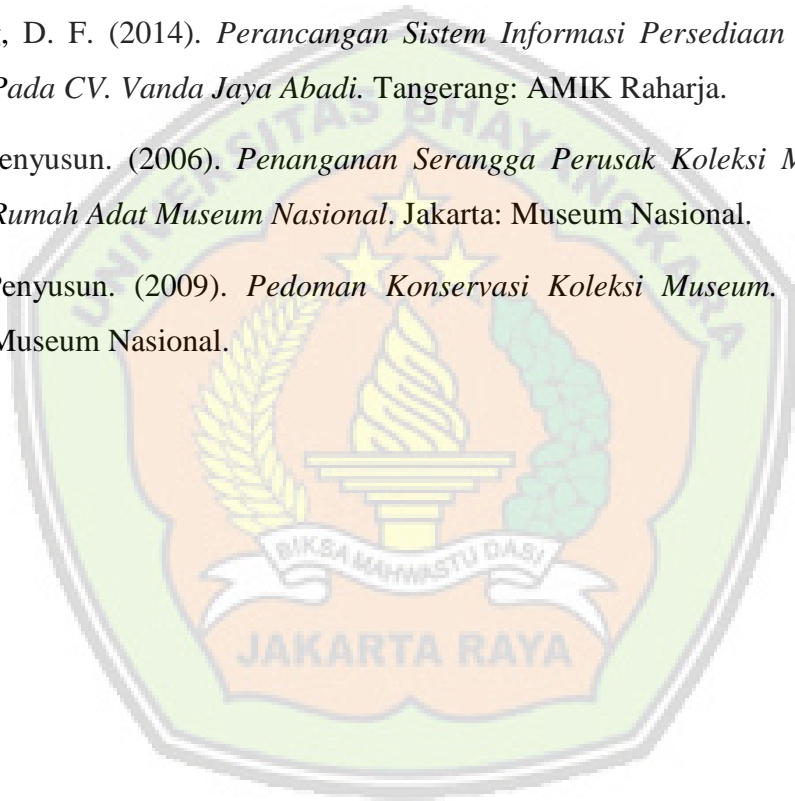 , D. F. (2014). Perancangan Sistem Informasi Persediaan
Pada CV. Vanda Jaya Abadi. Tangerang: AMIK Raharja.
enyusun. (2006). Penanganan Serangga Perusak Koleksi M
Rumah Adat Museum Nasional. Jakarta: Museum Nasional.
Penyusun. (2009). Pedoman Konservasi Koleksi Museum.
Museum Nasional.
UNIVERSITAS BHAYANGKARA
BIKSA MAHWASTU DASI
JAKARTA RAYA